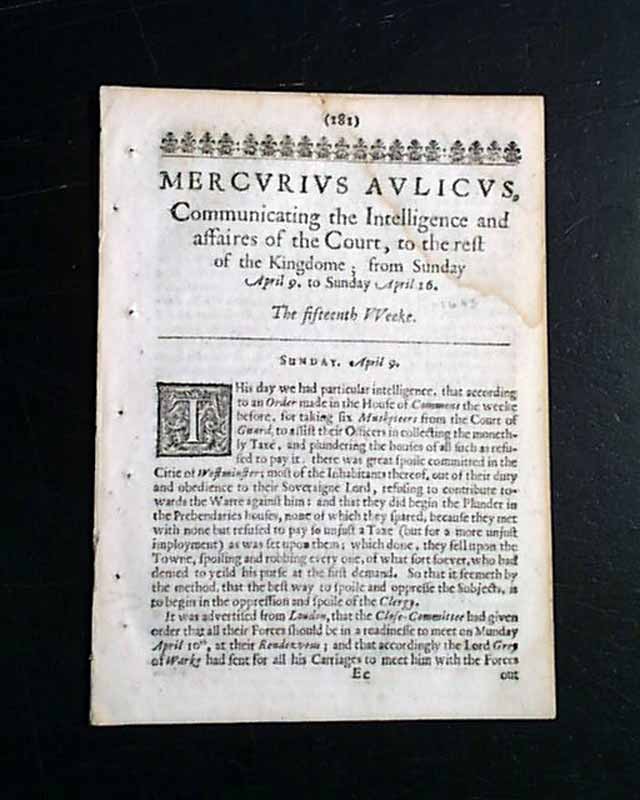 (181)
MERCVRIVS AVLICVS,
Communicating the Intelligence and
affaires of the Court, to the rest
of the Kingdome; from Sunday
April 9. to Sunday April 16.
1643
The fifteenth VVeeke.
SUNDAY. April 9.
THis day we had particular intelligence, that according
to an Order made in the House of Commons the weeke
before, for taking six Musketeers from the Court of
Guard, to assist their Officers in collecting the moneth-
ly Taxe, and plundering the houses of all such as refu-
sed to pay it, there was great spoile committed in the
Citie of Westminster; most of the Inhabitants thereof, out of their duty
and obedience to their Soveraigne Lord, refusing to contribute to-
wards the Warre against him: and that they did begin the Plunder in
the Prebendaries houses, none of which they spared, because they met
with none but refused to pay so unjust a Taxe (but for a more unjust
imployment) as was set upon them; which done, they fell upon the
Towne, spoiling and robbing every one, of what sort soever, who had
denied to yeild his purse at the first demand. So that it seemeth by
the method, that the best way to spoile and oppresse the Subjects, is
to begin in the oppression and spoile of the Clergy.
It was advertised from London, that the Close-Committee had given
order that all their Forces should be in a readinesse to meet on Munday
April 10th, at their Rendezvous; and that accordingly the Lord Grey
of Warke had sent for all his Carriages to meet him with the Forces
Ee out